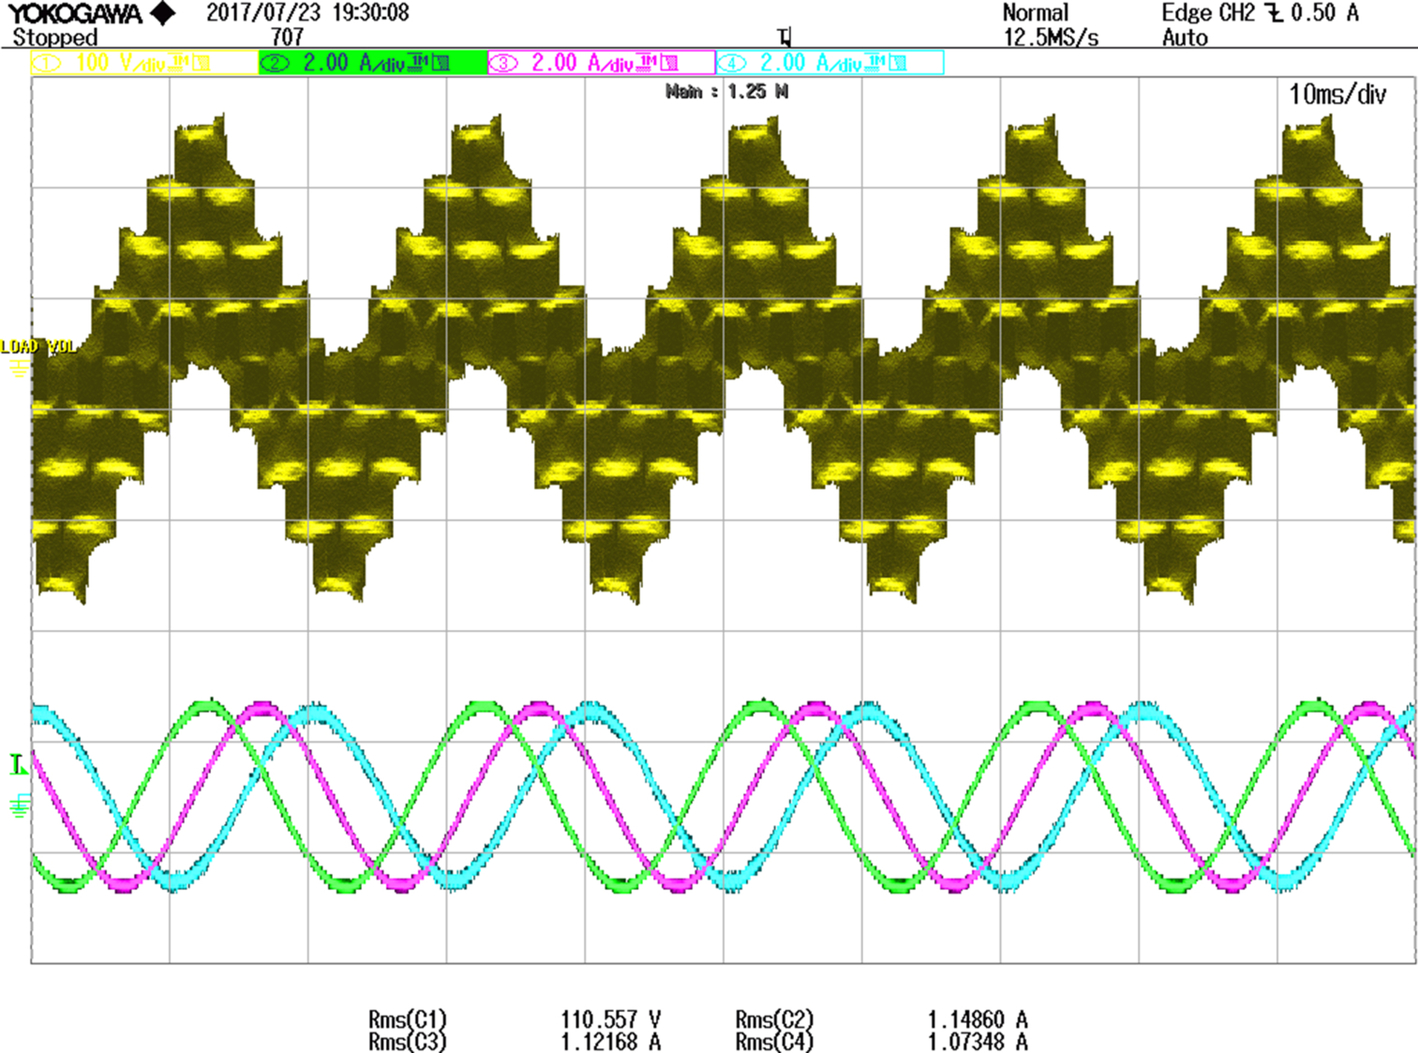 YOKOGAWA ◆ 2017/07/23 19:30:08 Normal Edge CH2 0.50 A
Stopped 707 12.5MS/s Auto
1 100 V/div 2 2.00 A/div 3 2.00 A/div 4 2.00 A/div
Main : 1.25 M 10ms/div
LOAD VOL
Rms(C1) 110.557 V Rms(C2) 1.14860 A
Rms(C3) 1.12168 A Rms(C4) 1.07348 A